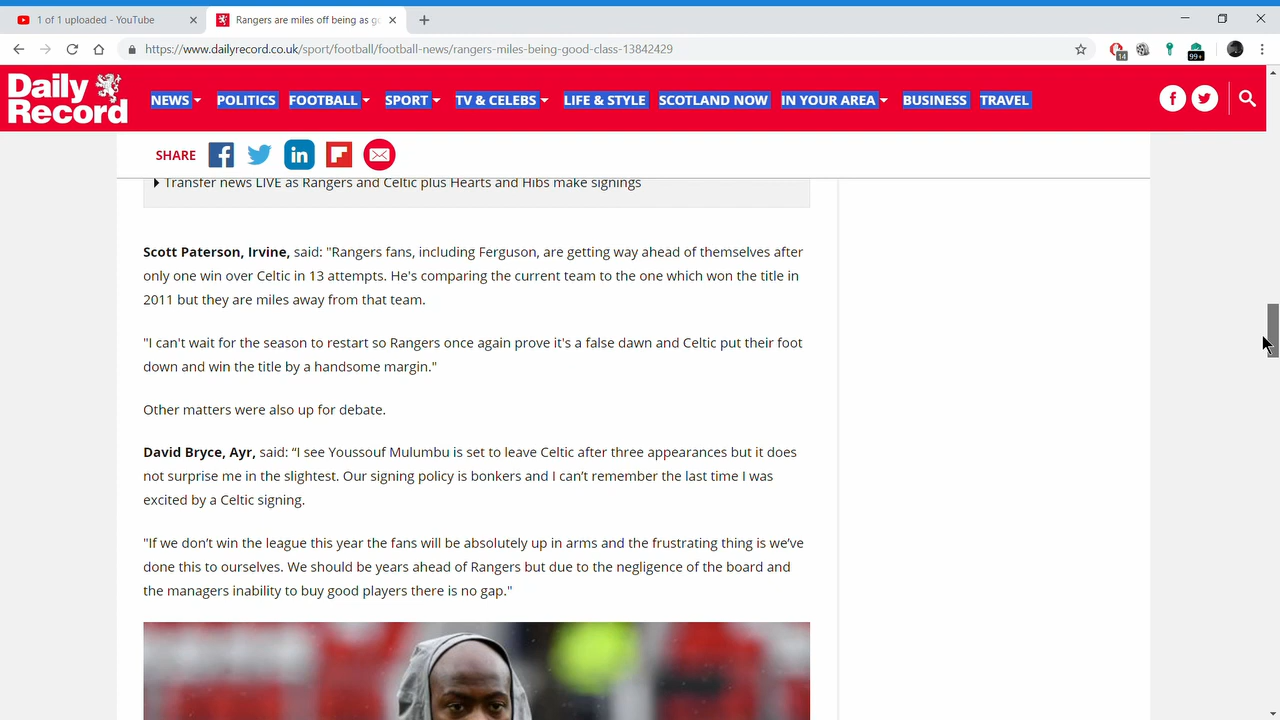 1 of 1 uploaded - YouTube
Rangers are miles off being as go
https://www.dailyrecord.co.uk/sport/football/football-news/rangers-miles-being-good-class-13842429
14
99+
Daily
Record
NEWS POLITICS FOOTBALL SPORT TV & CELEBS LIFE & STYLE SCOTLAND NOW IN YOUR AREA BUSINESS TRAVEL
SHARE
Transfer news LIVE as Rangers and Celtic plus Hearts and Hibs make signings
Scott Paterson, Irvine, said: "Rangers fans, including Ferguson, are getting way ahead of themselves after
only one win over Celtic in 13 attempts. He's comparing the current team to the one which won the title in
2011 but they are miles away from that team.
"I can't wait for the season to restart so Rangers once again prove it's a false dawn and Celtic put their foot
down and win the title by a handsome margin."
Other matters were also up for debate.
David Bryce, Ayr, said: “I see Youssouf Mulumbu is set to leave Celtic after three appearances but it does
not surprise me in the slightest. Our signing policy is bonkers and I can’t remember the last time I was
excited by a Celtic signing.
"If we don’t win the league this year the fans will be absolutely up in arms and the frustrating thing is we’ve
done this to ourselves. We should be years ahead of Rangers but due to the negligence of the board and
the managers inability to buy good players there is no gap."